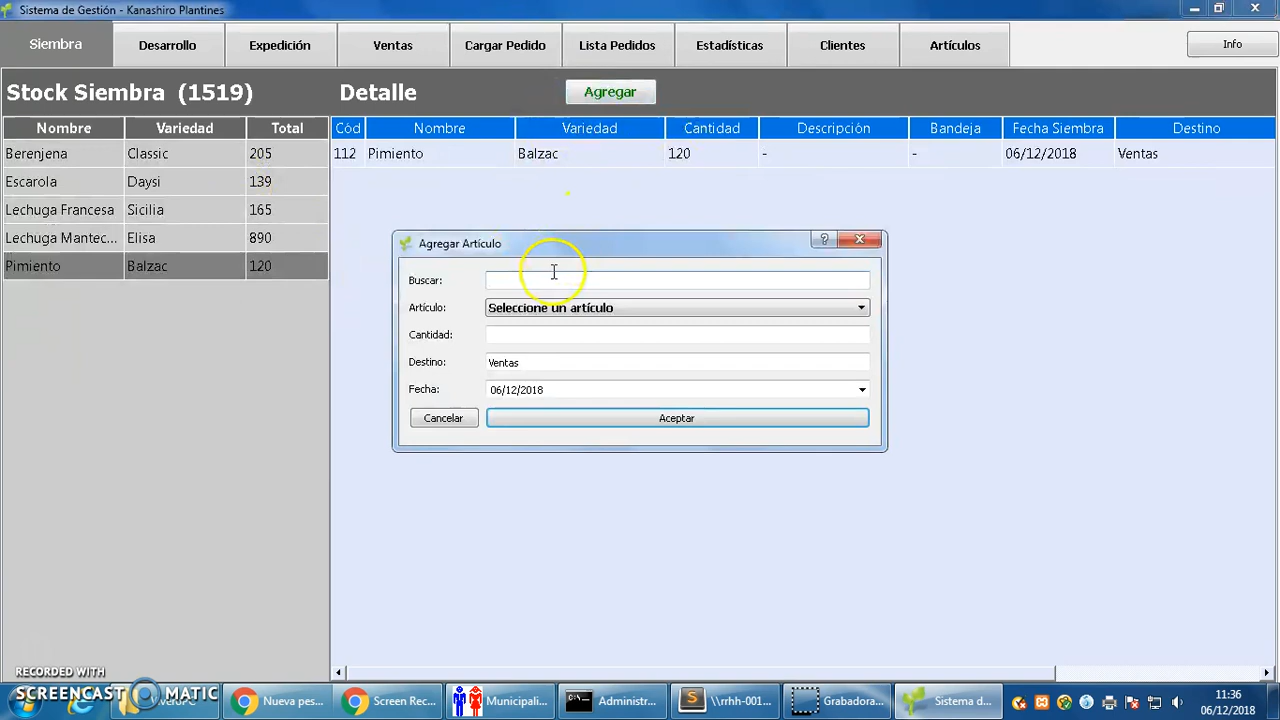 Sistema de Gestión - Kanashiro Plantines
Siembra Desarrollo Expedición Ventas Cargar Pedido Lista Pedidos Estadísticas Clientes Artículos Info
Stock Siembra (1519) Detalle Agregar
Nombre Variedad Total Cód Nombre Variedad Cantidad Descripción Bandeja Fecha Siembra Destino
Berenjena Classic 205 112 Pimiento Balzac 120 - - 06/12/2018 Ventas
Escarola Daysi 139
Lechuga Francesa Sicilia 165
Lechuga Mantec... Elisa 890
Pimiento Balzac 120
Agregar Artículo ?
Buscar:
Artículo: Seleccione un artículo
Cantidad:
Destino: Ventas
Fecha: 06/12/2018
Cancelar Aceptar
RECORDED WITH
SCREENCAST MATIC
Nueva pes... Screen Rec... Municipali... Administr... \\rrhh-001... Grabadora... Sistema d...
11:36
06/12/2018